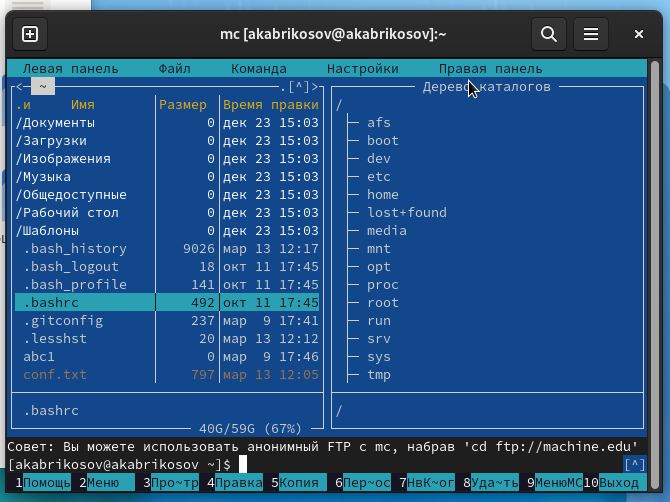 mc [akabrikosov@akabrikosov]:~
Левая панель Файл Команда Настройки Правая панель
<─ ~ .[^]> Дерево каталогов
.и Имя Размер Время правки /
/Документы 0 дек 23 15:03 afs
/Загрузки 0 дек 23 15:03 boot
/Изображения 0 дек 23 15:03 dev
/Музыка 0 дек 23 15:03 etc
/Общедоступные 0 дек 23 15:03 home
/Рабочий стол 0 дек 23 15:03 lost+found
/Шаблоны 0 дек 23 15:03 media
.bash_history 9026 мар 13 12:17 mnt
.bash_logout 18 окт 11 17:45 opt
.bash_profile 141 окт 11 17:45 proc
.bashrc 492 окт 11 17:45 root
.gitconfig 237 мар 9 17:41 run
.lesshst 20 мар 13 12:12 srv
abc1 0 мар 9 17:46 sys
conf.txt 797 мар 13 12:05 tmp
.bashrc /
40G/59G (67%)
Совет: Вы можете использовать анонимный FTP с mc, набрав 'cd ftp://machine.edu'
[akabrikosov@akabrikosov ~]$ [^]
1Помощь 2Меню 3Про~тр 4Правка 5Копия 6Пер~ос 7НвК~ог 8Уда~ть 9МенюМС 10Выход